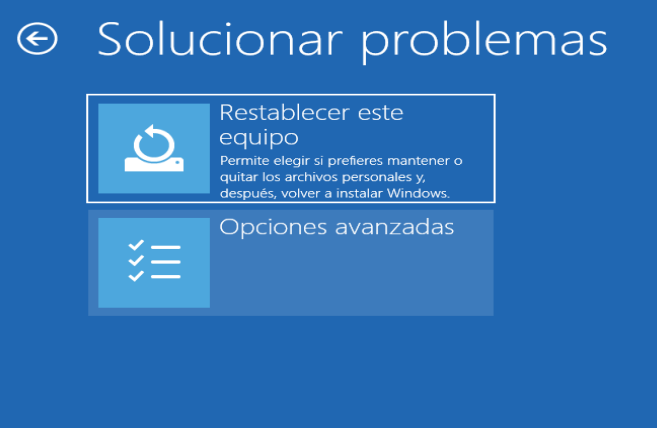 Solucionar problemas
Restablecer este
equipo
Permite elegir si prefieres mantener o
quitar los archivos personales y,
después, volver a instalar Windows.
Opciones avanzadas